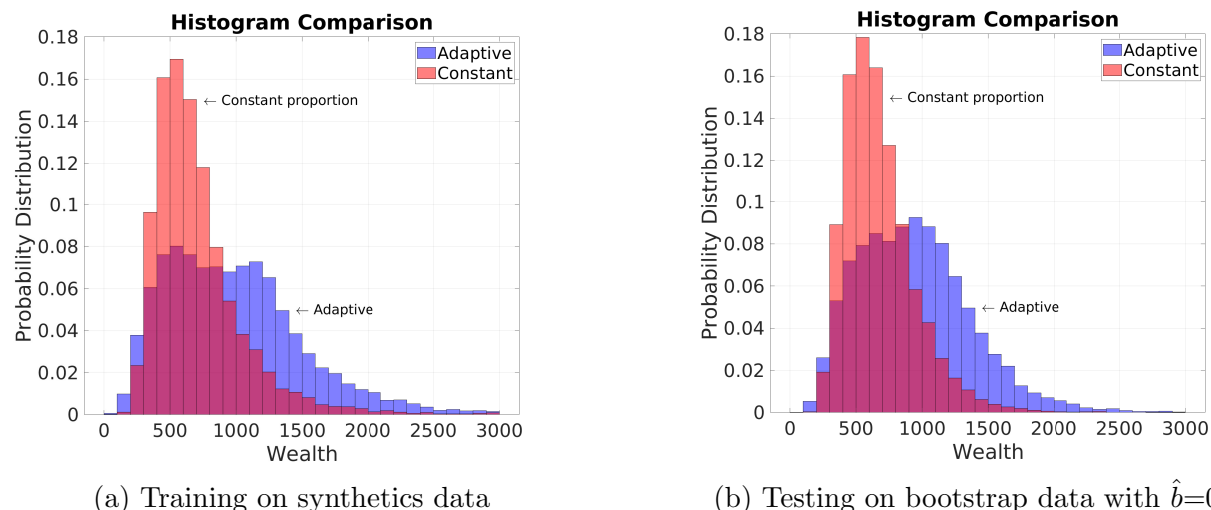 Histogram Comparison
0.18
0.16
0.14
0.12
0.1
0.08
0.06
0.04
0.02
0
Probability Distribution
Adaptive
Constant
← Constant proportion
← Adaptive
0 500 1000 1500 2000 2500 3000
Wealth
(a) Training on synthetics data
Histogram Comparison
0.18
0.16
0.14
0.12
0.1
0.08
0.06
0.04
0.02
0
Probability Distribution
Adaptive
Constant
← Constant proportion
← Adaptive
0 500 1000 1500 2000 2500 3000
Wealth
(b) Testing on bootstrap data with b̂=